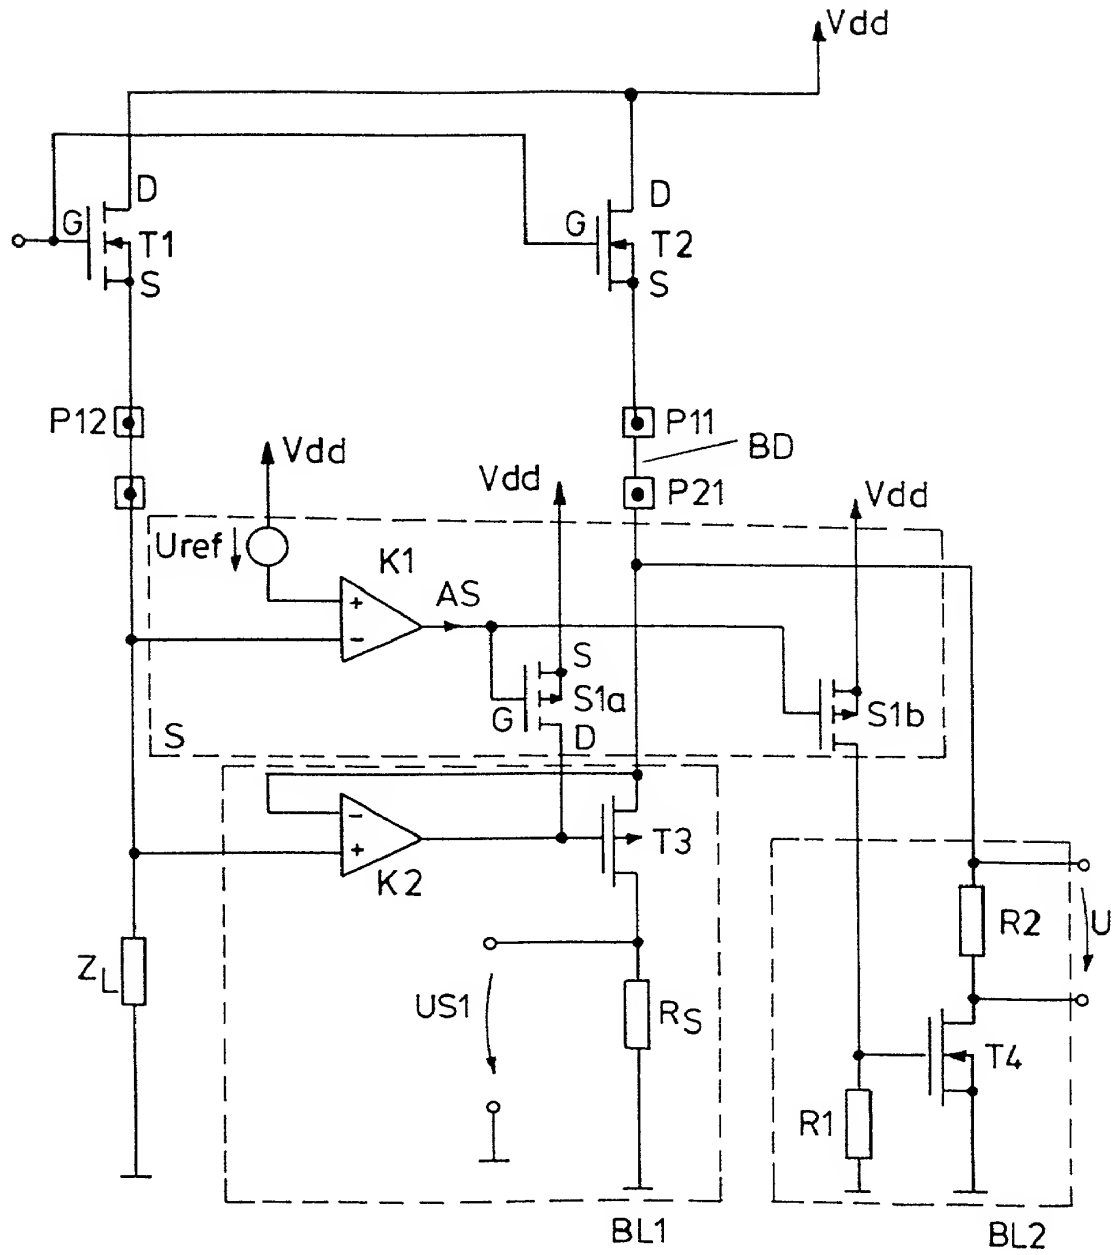 Vdd
D
D
G
T1
G
T2
S
S
P12
P11
BD
Vdd
Vdd
P21
Vdd
Uref
K1
AS
+
−
S
S1a
G
D
S1b
S
−
+
K2
T3
R2
U
ZL
US1
RS
T4
R1
BL1
BL2